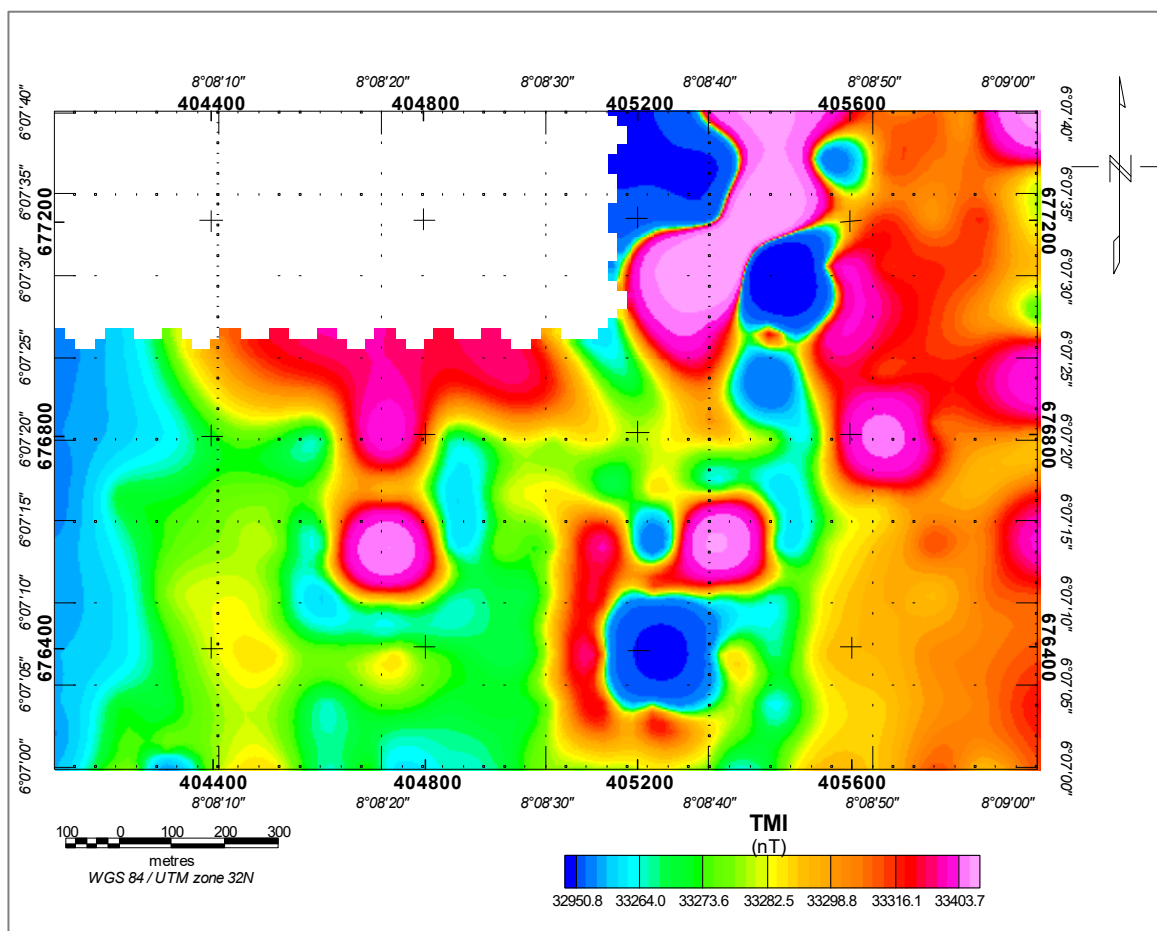 8°08'10" 8°08'20" 8°08'30" 8°08'40" 8°08'50" 8°09'00"
404400 404800 405200 405600
6°07'40" 6°07'40"
6°07'35" 6°07'35"
677200 677200
6°07'30" 6°07'30"
6°07'25" 6°07'25"
6°07'20" 6°07'20"
676800 676800
6°07'15" 6°07'15"
6°07'10" 6°07'10"
676400 676400
6°07'05" 6°07'05"
6°07'00" 6°07'0"
404400 404800 405200 405600
8°08'10" 8°08'20" 8°08'30" 8°08'40" 8°08'50" 8°09'00"
N
100 0 100 200 300
metres
WGS 84 / UTM zone 32N
TMI
(nT)
32950.8 33264.0 33273.6 33282.5 33298.8 33316.1 33403.7